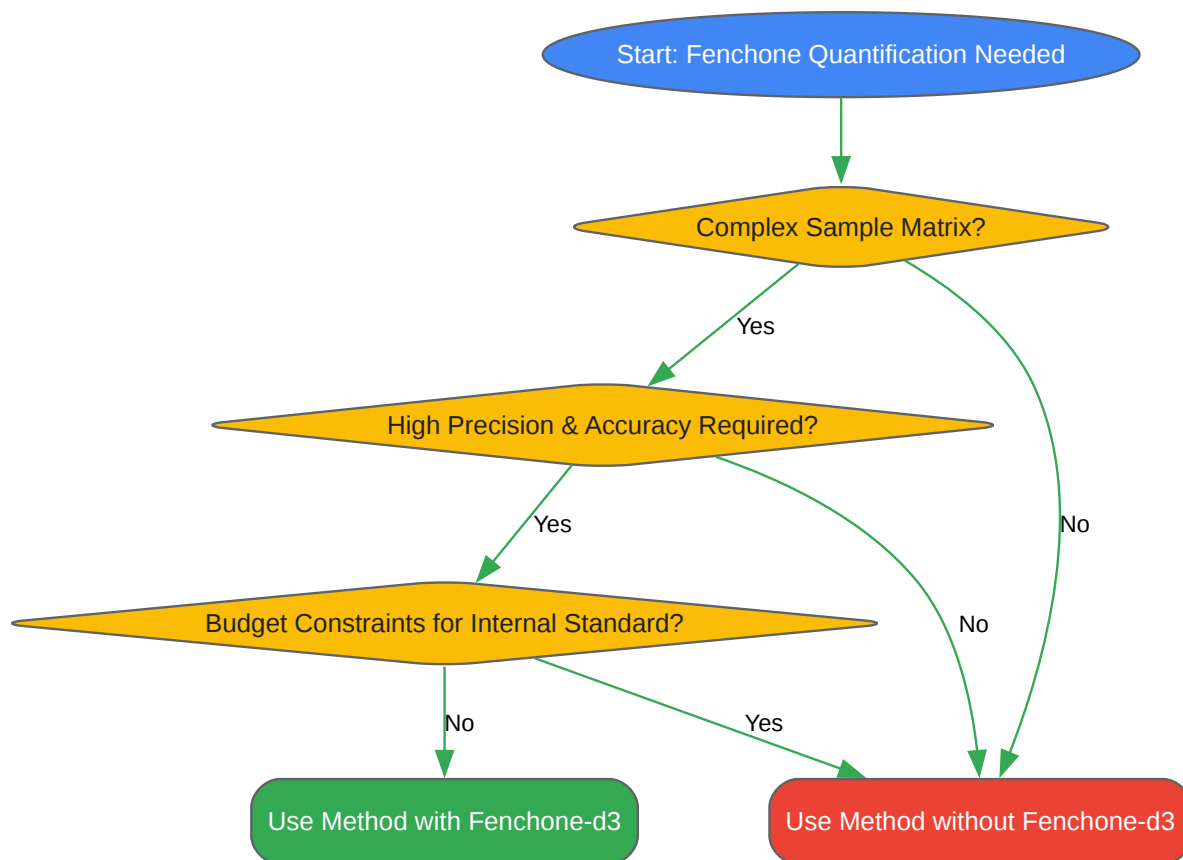 Start: Fenchone Quantification Needed
Complex Sample Matrix?
Yes
High Precision & Accuracy Required?
Yes
No
Budget Constraints for Internal Standard?
No
No
Yes
Use Method with Fenchone-d3
Use Method without Fenchone-d3